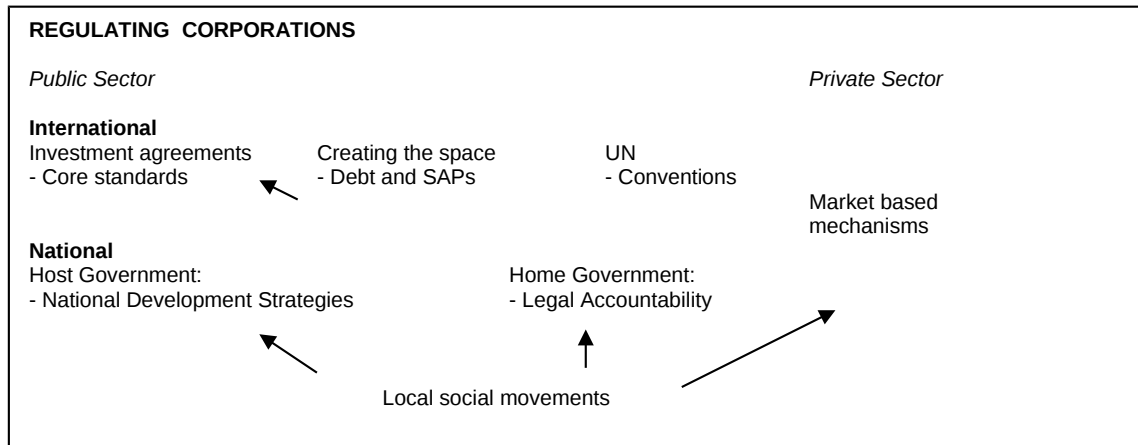 REGULATING CORPORATIONS
Public Sector Private Sector
International
Investment agreements Creating the space UN
- Core standards - Debt and SAPs - Conventions
Market based
mechanisms
National
Host Government: Home Government:
- National Development Strategies - Legal Accountability
Local social movements